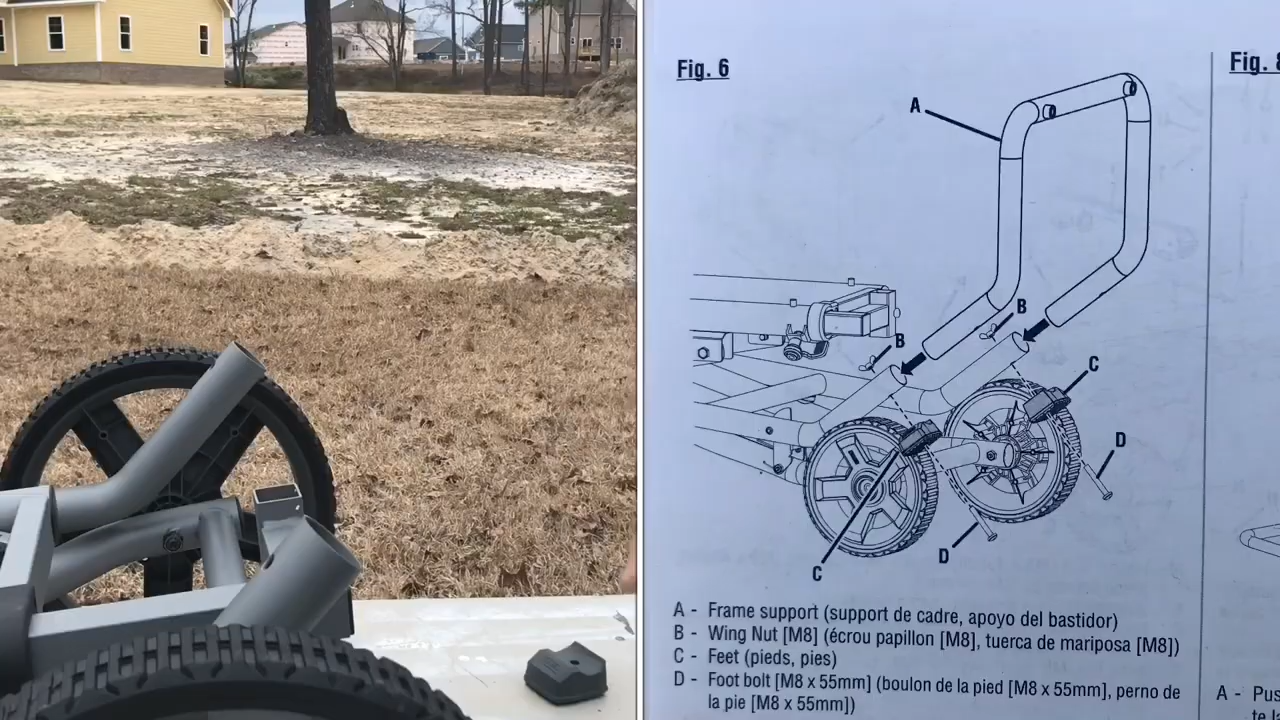 Fig. 6
Fig. 8
A
B
B
C
D
D
C
A - Frame support (support de cadre, apoyo del bastidor)
B - Wing Nut [M8] (écrou papillon [M8], tuerca de mariposa [M8])
C - Feet (pieds, pies)
D - Foot bolt [M8 x 55mm] (boulon de la pied [M8 x 55mm], perno de
la pie [M8 x 55mm])
A - Pus
te l